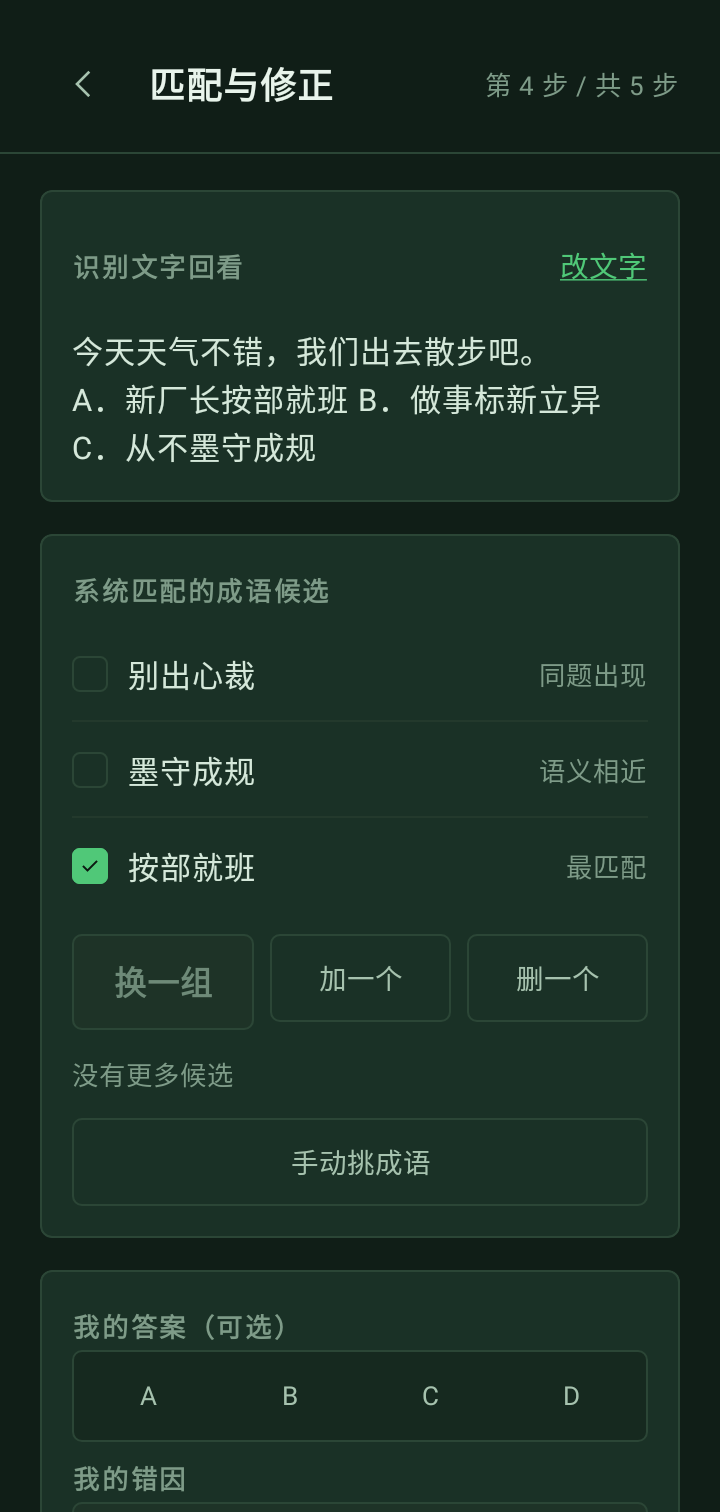 匹配与修正
第 4 步 / 共 5 步
识别文字回看
改文字
今天天气不错，我们出去散步吧。
A．新厂长按部就班 B．做事标新立异
C．从不墨守成规
系统匹配的成语候选
别出心裁
同题出现
墨守成规
语义相近
按部就班
最匹配
换一组
加一个
删一个
没有更多候选
手动挑成语
我的答案（可选）
A B C D
我的错因